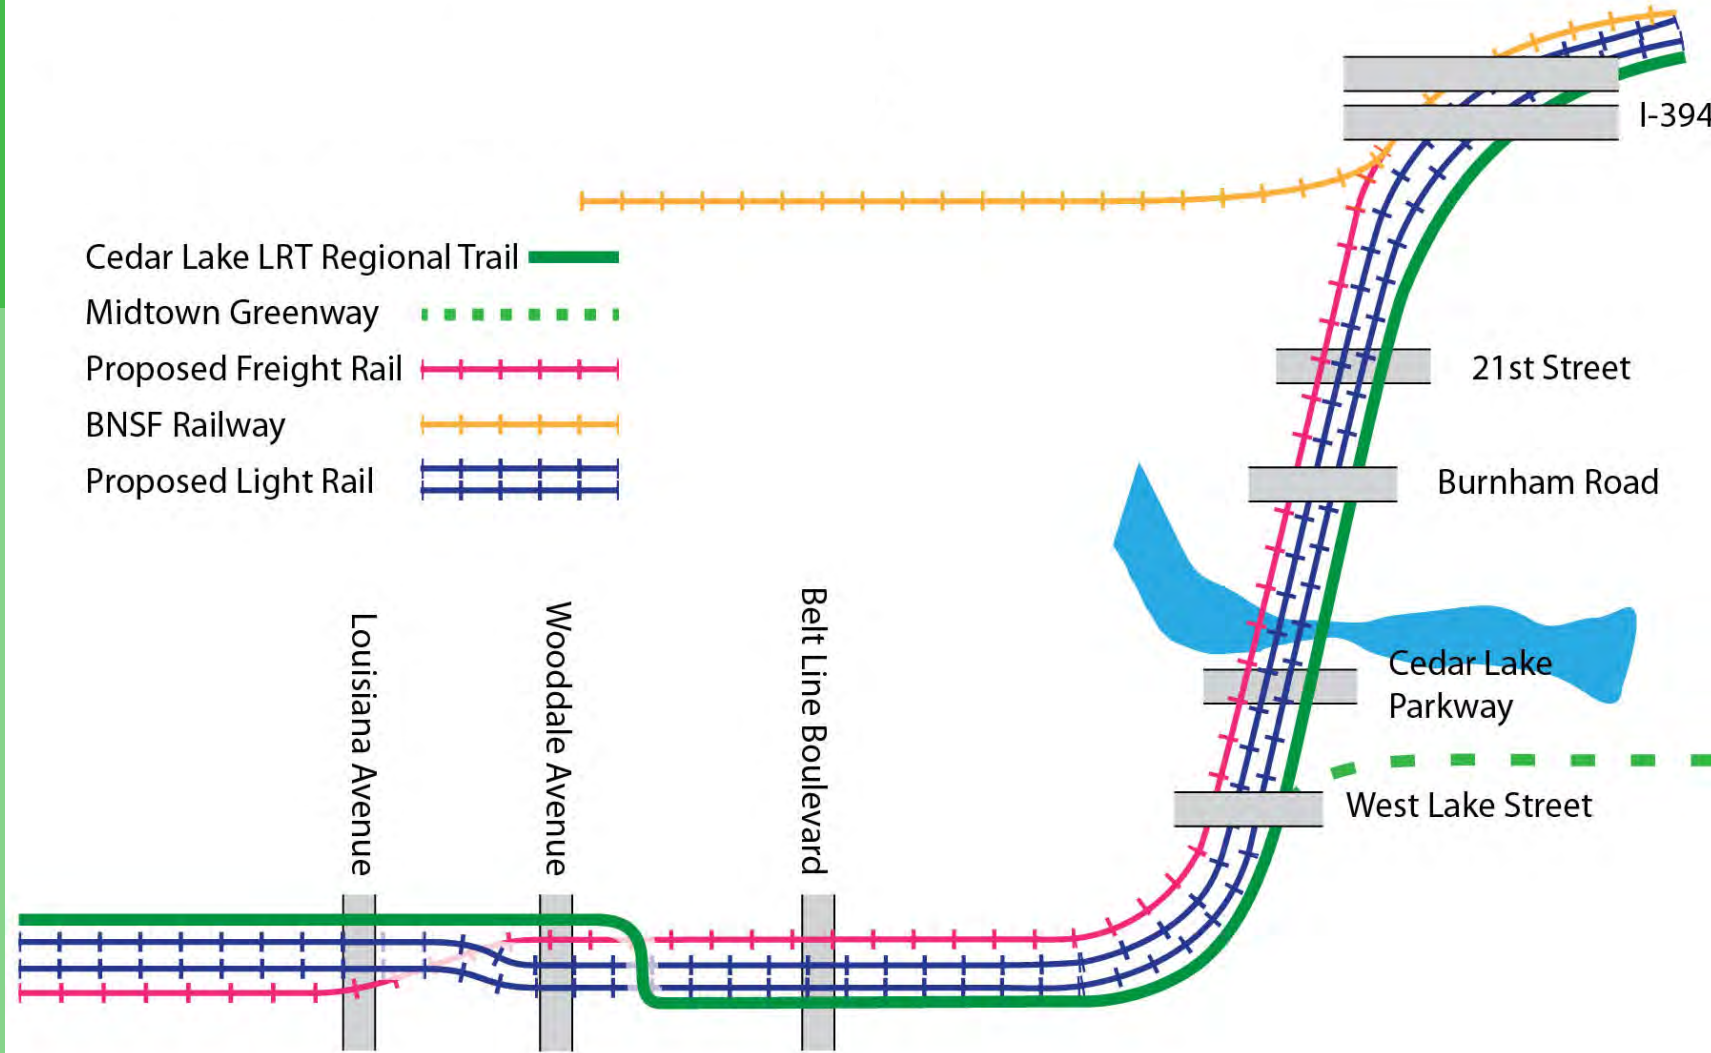 I-394
Cedar Lake LRT Regional Trail
Midtown Greenway
Proposed Freight Rail
BNSF Railway
Proposed Light Rail
21st Street
Burnham Road
Cedar Lake
Parkway
West Lake Street
Louisiana Avenue
Wooddale Avenue
Belt Line Boulevard